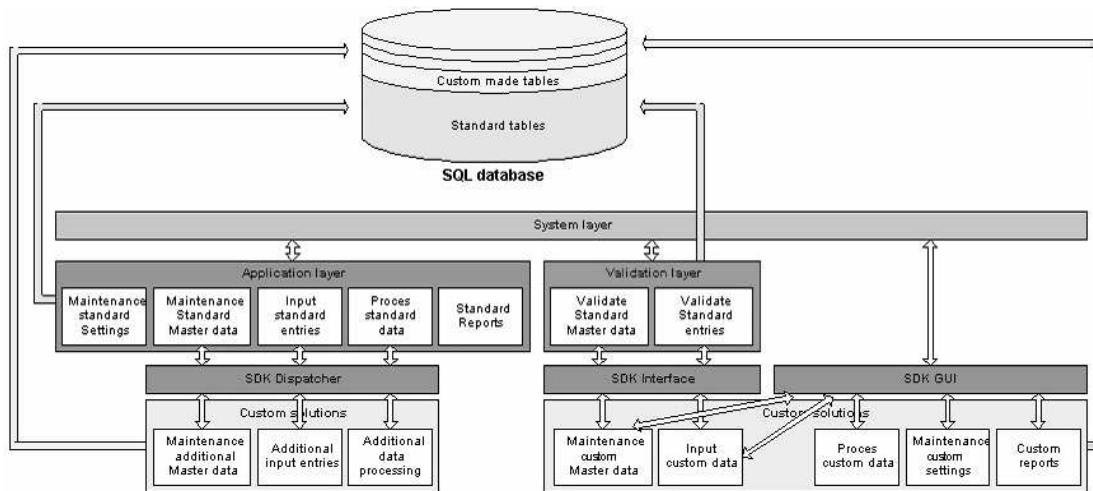 Custom made tables
Standard tables
SQL database
System layer
Application layer
Maintenance
standard
Settings
Maintenance
Standard
Master data
Input
standard
entries
Proces
standard
data
Standard
Reports
Validation layer
Validate
Standard
Master data
Validate
Standard
entries
SDK Dispatcher
SDK Interface
SDK GUI
Custom solutions
Maintenance
additional
Master data
Additional
input entries
Additional
data
processing
Custom solutions
Maintenance
custom
Master data
Input
custom data
Proces
custom data
Maintenance
custom
settings
Custom
reports